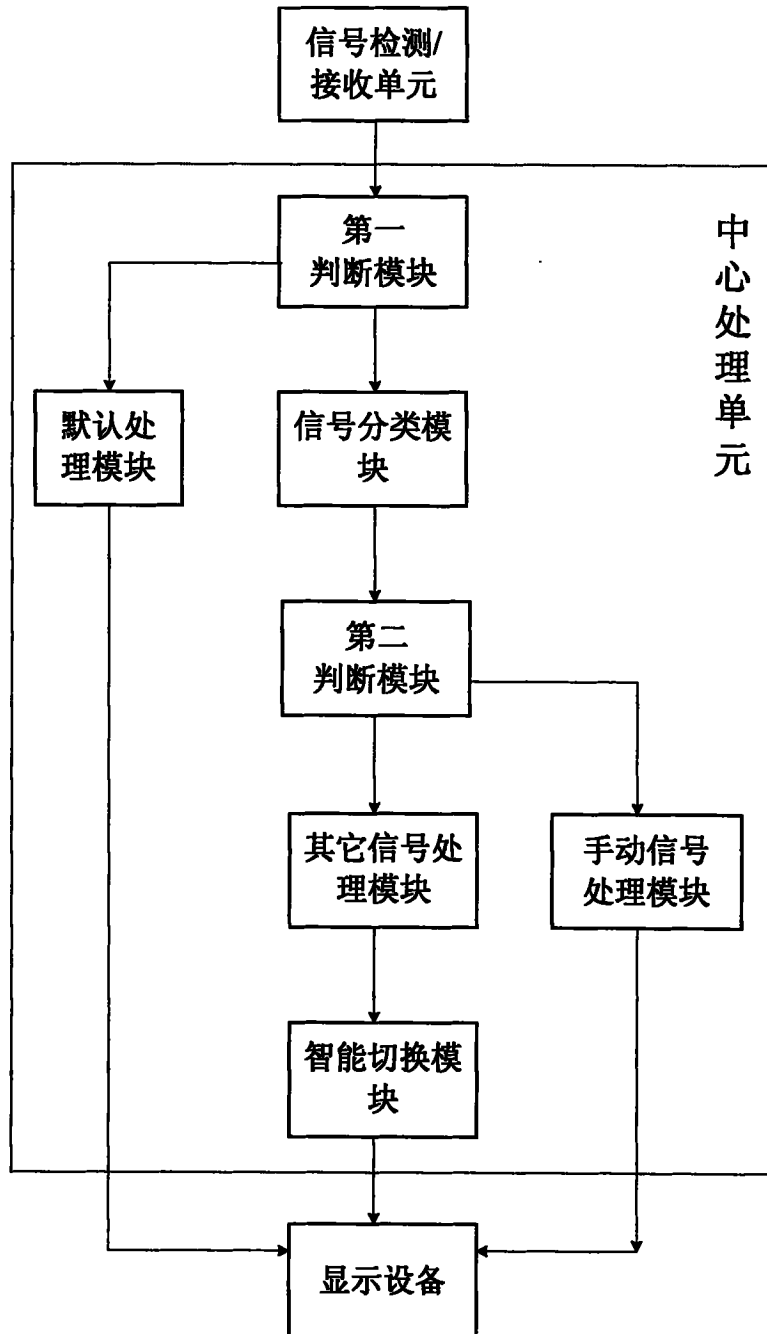 信号检测/
接收单元
中心处理单元
第一
判断模块
默认处
理模块
信号分类模
块
第二
判断模块
其它信号处
理模块
手动信号
处理模块
智能切换模
块
显示设备